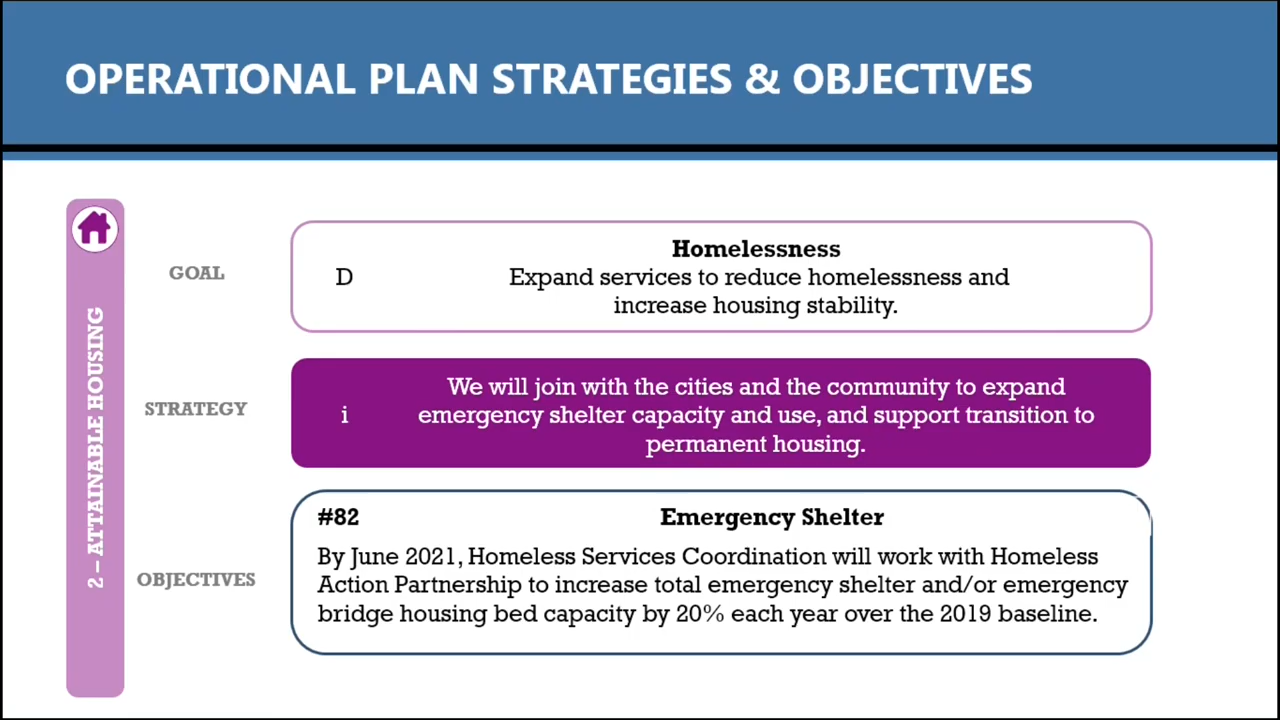 OPERATIONAL PLAN STRATEGIES & OBJECTIVES
2 – ATTAINABLE HOUSING
GOAL
D
Homelessness
Expand services to reduce homelessness and
increase housing stability.
STRATEGY
i
We will join with the cities and the community to expand
emergency shelter capacity and use, and support transition to
permanent housing.
OBJECTIVES
#82 Emergency Shelter
By June 2021, Homeless Services Coordination will work with Homeless
Action Partnership to increase total emergency shelter and/or emergency
bridge housing bed capacity by 20% each year over the 2019 baseline.